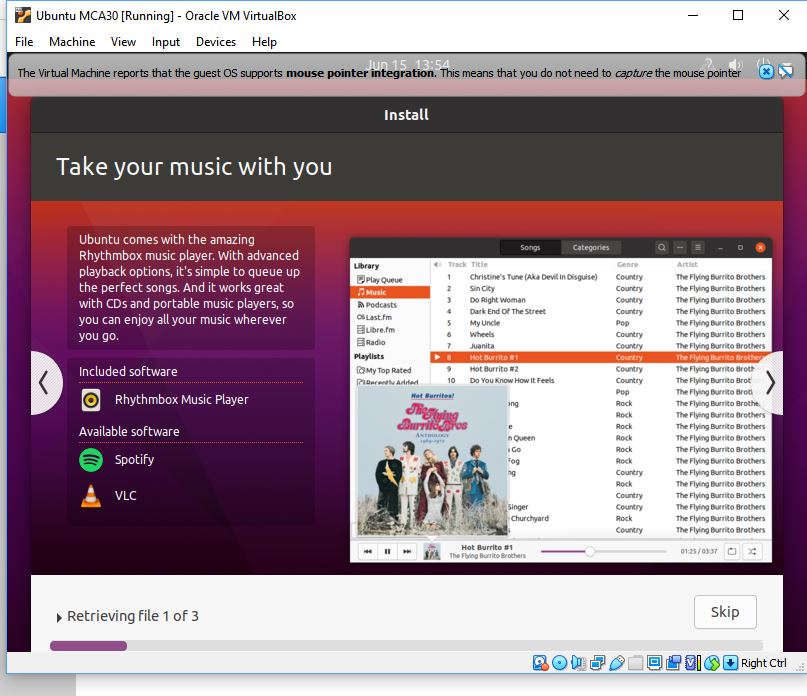 Ubuntu MCA30 [Running] - Oracle VM VirtualBox
File Machine View Input Devices Help
Jun 15 13:54
The Virtual Machine reports that the guest OS supports mouse pointer integration. This means that you do not need to capture the mouse pointer
Install
Take your music with you
Ubuntu comes with the amazing
Rhythmbox music player. With advanced
playback options, it's simple to queue up
the perfect songs. And it works great
with CDs and portable music players, so
you can enjoy all your music wherever
you go.
Included software
Rhythmbox Music Player
Available software
Spotify
VLC
Songs Categories
Library
Play Queue
Music
Podcasts
Last.fm
Libre.fm
Radio
Playlists
My Top Rated
Recently Added
Track Title Genre Artist
1 Christine's Tune (Aka Devil In Disguise) Country The Flying Burrito Brothers
2 Sin City Country The Flying Burrito Brothers
3 Do Right Woman Country The Flying Burrito Brothers
4 Dark End Of The Street Country The Flying Burrito Brothers
5 My Uncle Pop The Flying Burrito Brothers
6 Wheels Country The Flying Burrito Brothers
7 Juanita Country The Flying Burrito Brothers
8 Hot Burrito #1 Country The Flying Burrito Brothers
9 Hot Burrito #2 Country The Flying Burrito Brothers
10 Do You Know How It Feels Country The Flying Burrito Brothers
Pop The Flying Burrito Brothers
ong Rock The Flying Burrito Brothers
Rock The Flying Burrito Brothers
e Rock The Flying Burrito Brothers
n Queen Rock The Flying Burrito Brothers
n Go Rock The Flying Burrito Brothers
Fog Rock The Flying Burrito Brothers
Country The Flying Burrito Brothers
Rock The Flying Burrito Brothers
Country The Flying Burrito Brothers
Singer Country The Flying Burrito Brothers
e Churchyard Rock The Flying Burrito Brothers
Country The Flying Burrito Brothers
Hot Burritos!
The Flying
Burrito Bros
ANTHOLOGY
1969-1972
Hot Burrito #1
The Flying Burrito Brothers
01:25 / 03:37
Retrieving file 1 of 3
Skip
Right Ctrl